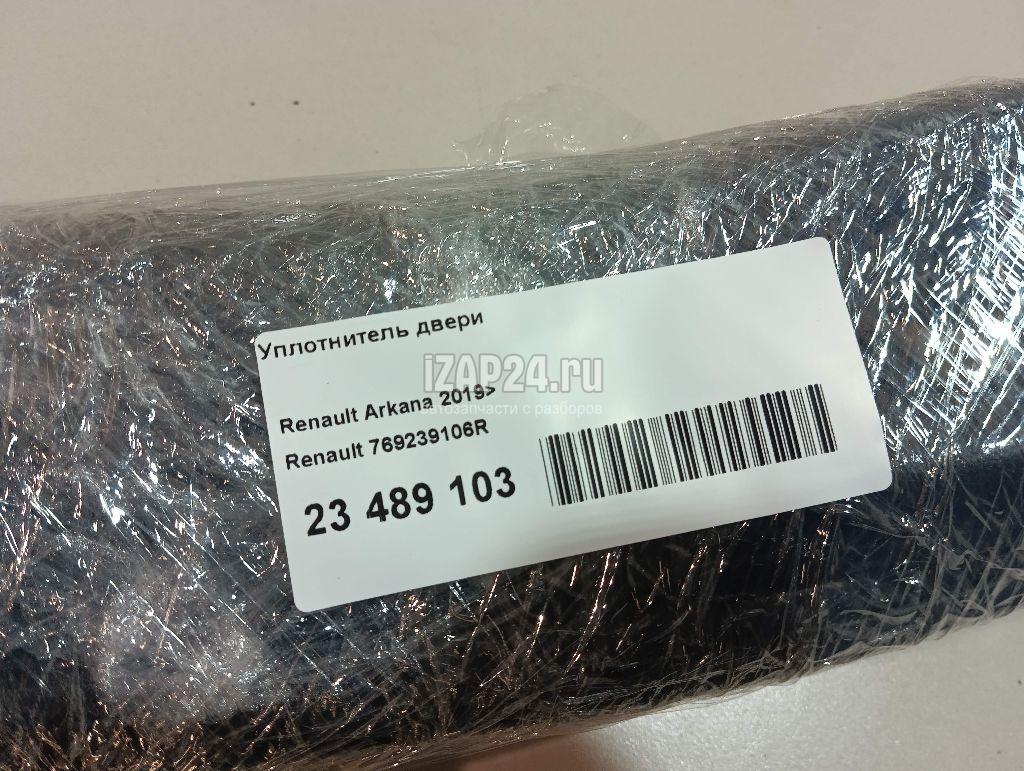 Уплотнитель двери
iZAP24.ru
Renault Arkana 2019>
автозапчасти с разборов
Renault 769239106R
23 489 103